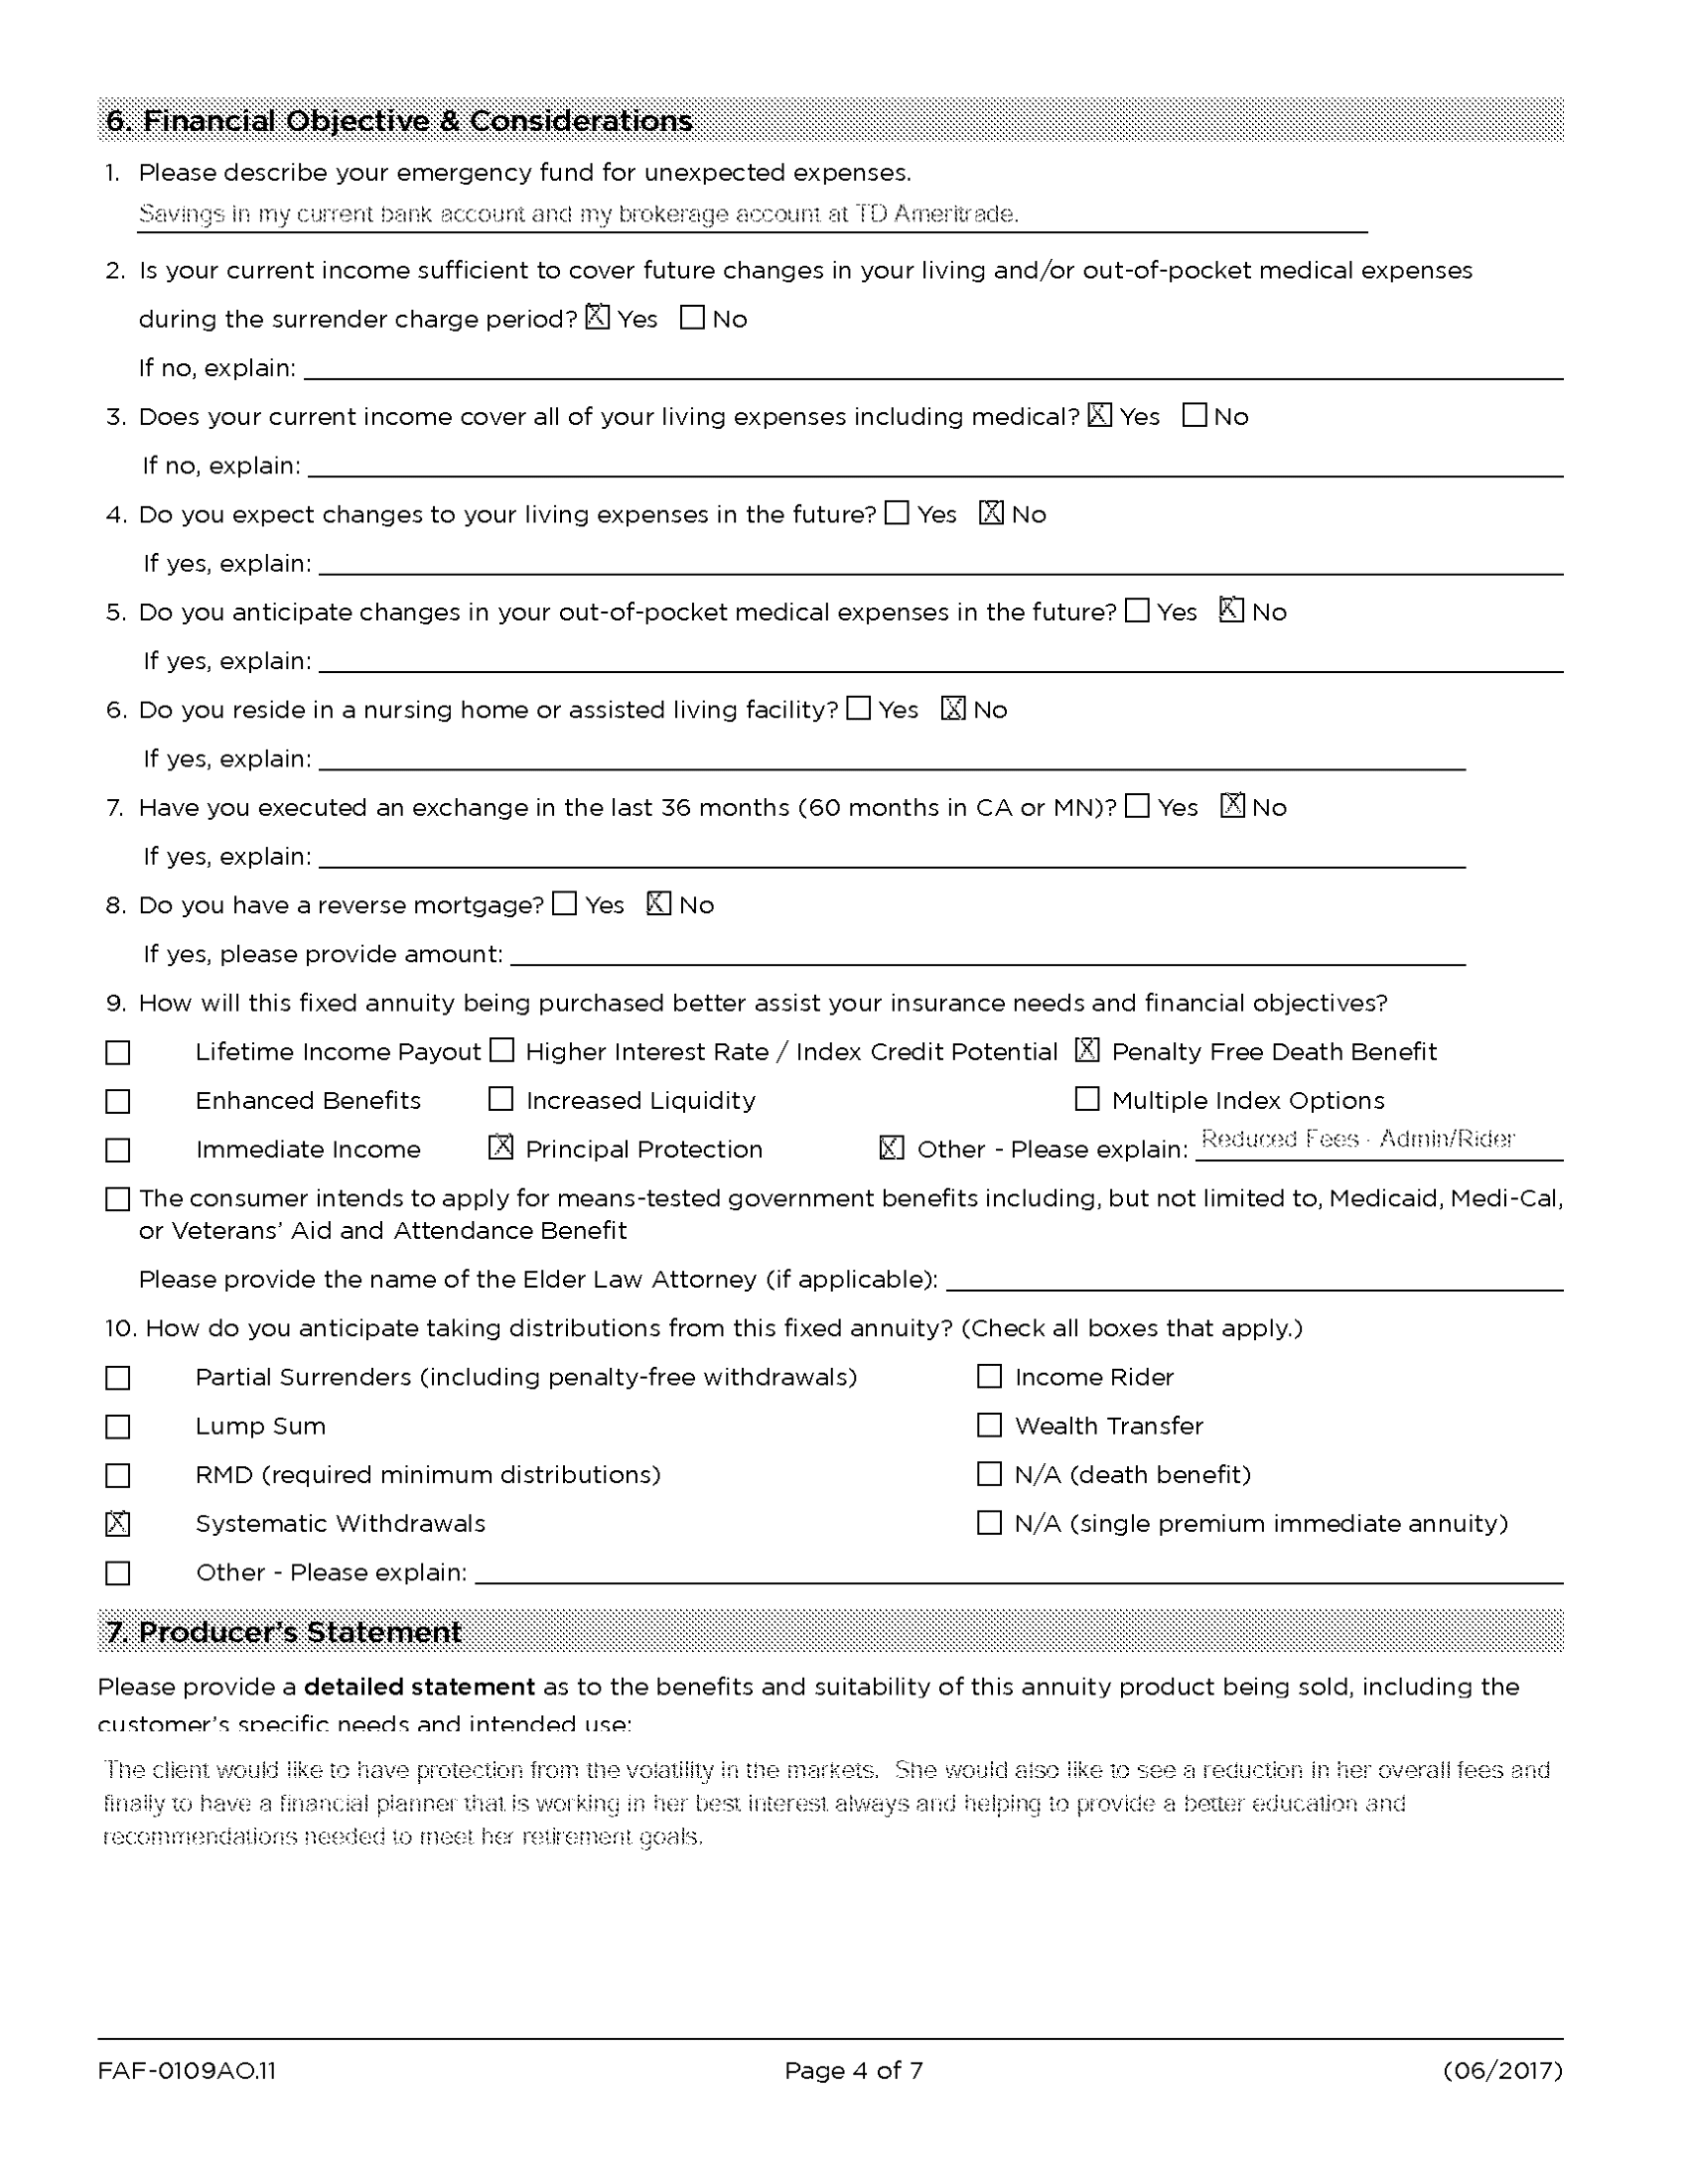 6. Financial Objective & Considerations
1. Please describe your emergency fund for unexpected expenses.
Savings in my current bank account and my brokerage account at TD Ameritrade.
2. Is your current income sufficient to cover future changes in your living and/or out-of-pocket medical expenses
during the surrender charge period? ☒ Yes ☐ No
If no, explain:
3. Does your current income cover all of your living expenses including medical? ☒ Yes ☐ No
If no, explain:
4. Do you expect changes to your living expenses in the future? ☐ Yes ☒ No
If yes, explain:
5. Do you anticipate changes in your out-of-pocket medical expenses in the future? ☐ Yes ☒ No
If yes, explain:
6. Do you reside in a nursing home or assisted living facility? ☐ Yes ☒ No
If yes, explain:
7. Have you executed an exchange in the last 36 months (60 months in CA or MN)? ☐ Yes ☒ No
If yes, explain:
8. Do you have a reverse mortgage? ☐ Yes ☒ No
If yes, please provide amount:
9. How will this fixed annuity being purchased better assist your insurance needs and financial objectives?
☐ Lifetime Income Payout ☐ Higher Interest Rate / Index Credit Potential ☒ Penalty Free Death Benefit
☐ Enhanced Benefits ☐ Increased Liquidity ☐ Multiple Index Options
☐ Immediate Income ☒ Principal Protection ☒ Other - Please explain: Reduced Fees - Admin/Rider
☐ The consumer intends to apply for means-tested government benefits including, but not limited to, Medicaid, Medi-Cal,
or Veterans' Aid and Attendance Benefit
Please provide the name of the Elder Law Attorney (if applicable):
10. How do you anticipate taking distributions from this fixed annuity? (Check all boxes that apply.)
☐ Partial Surrenders (including penalty-free withdrawals) ☐ Income Rider
☐ Lump Sum ☐ Wealth Transfer
☐ RMD (required minimum distributions) ☐ N/A (death benefit)
☒ Systematic Withdrawals ☐ N/A (single premium immediate annuity)
☐ Other - Please explain:
7. Producer's Statement
Please provide a detailed statement as to the benefits and suitability of this annuity product being sold, including the
customer's specific needs and intended use:
The client would like to have protection from the volatility in the markets. She would also like to see a reduction in her overall fees and
finally to have a financial planner that is working in her best interest always and helping to provide a better education and
recommendations needed to meet her retirement goals.
FAF-0109AO.11 Page 4 of 7 (06/2017)